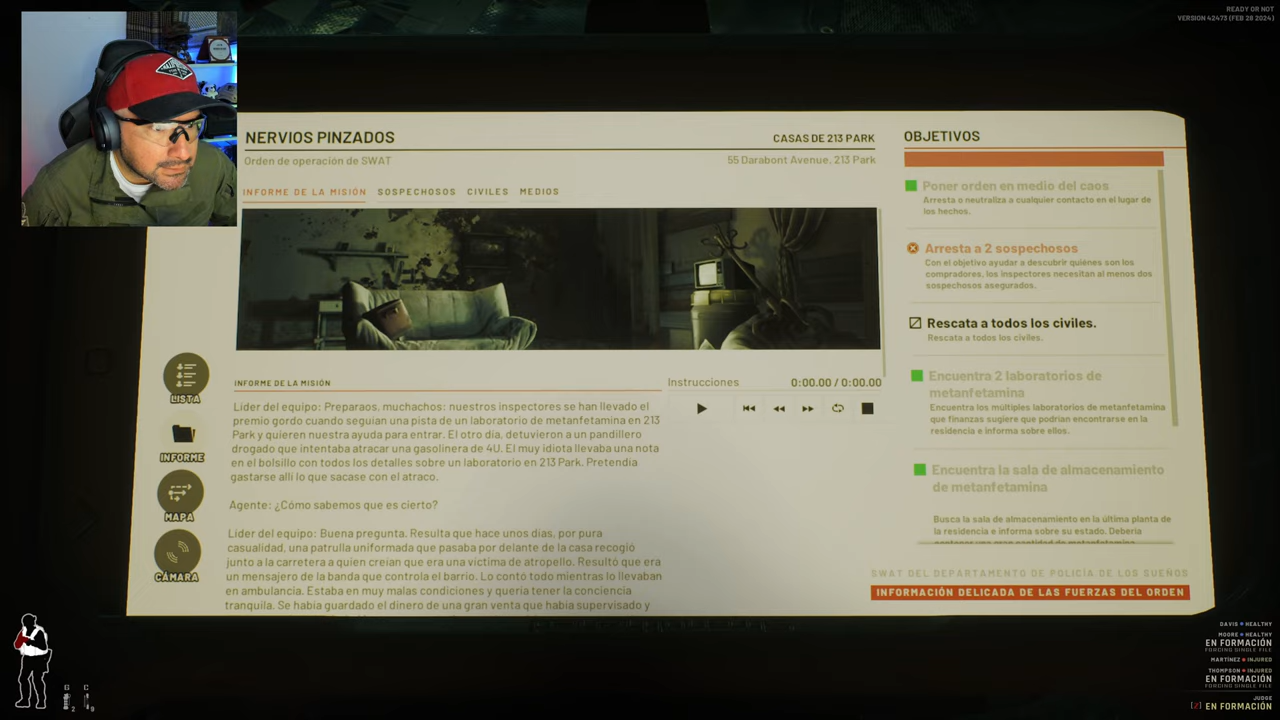 READY OR NOT
VERSION 42473 (FEB 28 2024)
NERVIOS PINZADOS
CASAS DE 213 PARK
Orden de operación de SWAT
55 Darabont Avenue, 213 Park
INFORME DE LA MISIÓN SOSPECHOSOS CIVILES MEDIOS
INFORME DE LA MISIÓN
Instrucciones 0:00.00 / 0:00.00
Líder del equipo: Preparaos, muchachos: nuestros inspectores se han llevado el
premio gordo cuando seguían una pista de un laboratorio de metanfetamina en 213
Park y quieren nuestra ayuda para entrar. El otro día, detuvieron a un pandillero
drogado que intentaba atracar una gasolinera de 4U. El muy idiota llevaba una nota
en el bolsillo con todos los detalles sobre un laboratorio en 213 Park. Pretendía
gastarse allí lo que sacase con el atraco.
Agente: ¿Cómo sabemos que es cierto?
Líder del equipo: Buena pregunta. Resulta que hace unos días, por pura
casualidad, una patrulla uniformada que pasaba por delante de la casa recogió
junto a la carretera a quien creían que era una víctima de atropello. Resultó que era
un mensajero de la banda que controla el barrio. Lo contó todo mientras lo llevaban
en ambulancia. Estaba en muy malas condiciones y quería tener la conciencia
tranquila. Se había guardado el dinero de una gran venta que había supervisado y
LISTA
INFORME
MAPA
CÁMARA
OBJETIVOS
Poner orden en medio del caos
Arresta o neutraliza a cualquier contacto en el lugar de
los hechos.
Arresta a 2 sospechosos
Con el objetivo ayudar a descubrir quiénes son los
compradores, los inspectores necesitan al menos dos
sospechosos asegurados.
Rescata a todos los civiles.
Rescata a todos los civiles.
Encuentra 2 laboratorios de
metanfetamina
Encuentra los múltiples laboratorios de metanfetamina
que finanzas sugiere que podrían encontrarse en la
residencia e informa sobre ellos.
Encuentra la sala de almacenamiento
de metanfetamina
Busca la sala de almacenamiento en la última planta de
la residencia e informa sobre su estado. Debería
contener una gran cantidad de metanfetamina
SWAT DEL DEPARTAMENTO DE POLICÍA DE LOS SUEÑOS
INFORMACIÓN DELICADA DE LAS FUERZAS DEL ORDEN
DAVIS HEALTHY
MOORE HEALTHY
EN FORMACIÓN
FORCING SINGLE FILE
MARTÍNEZ INJURED
THOMPSON INJURED
EN FORMACIÓN
FORCING SINGLE FILE
JUDGE
[Z] EN FORMACIÓN
G C
2 9